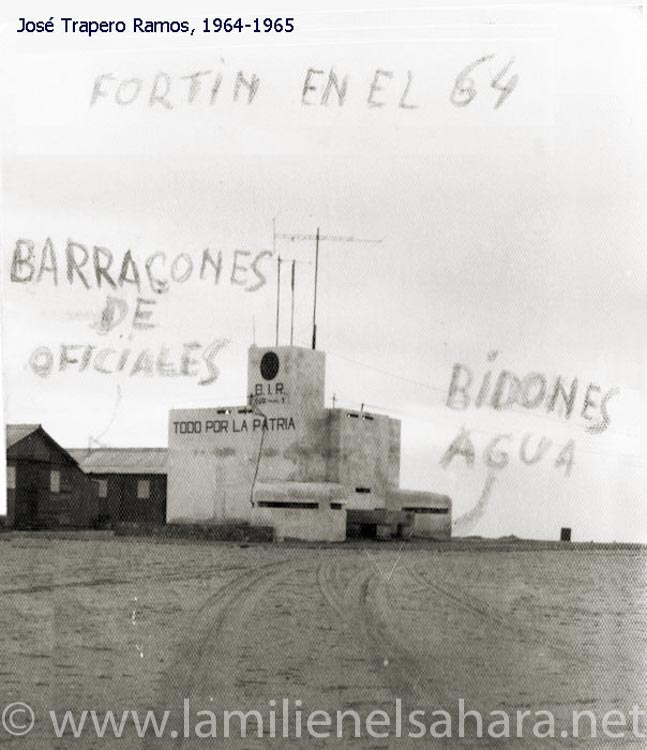 José Trapero Ramos, 1964-1965
FORTIN EN EL 64
BARRACONES
DE
OFICIALES
BIDONES
AGUA
B.I.R.
TODO POR LA PATRIA
© www.lamilienelsahara.net